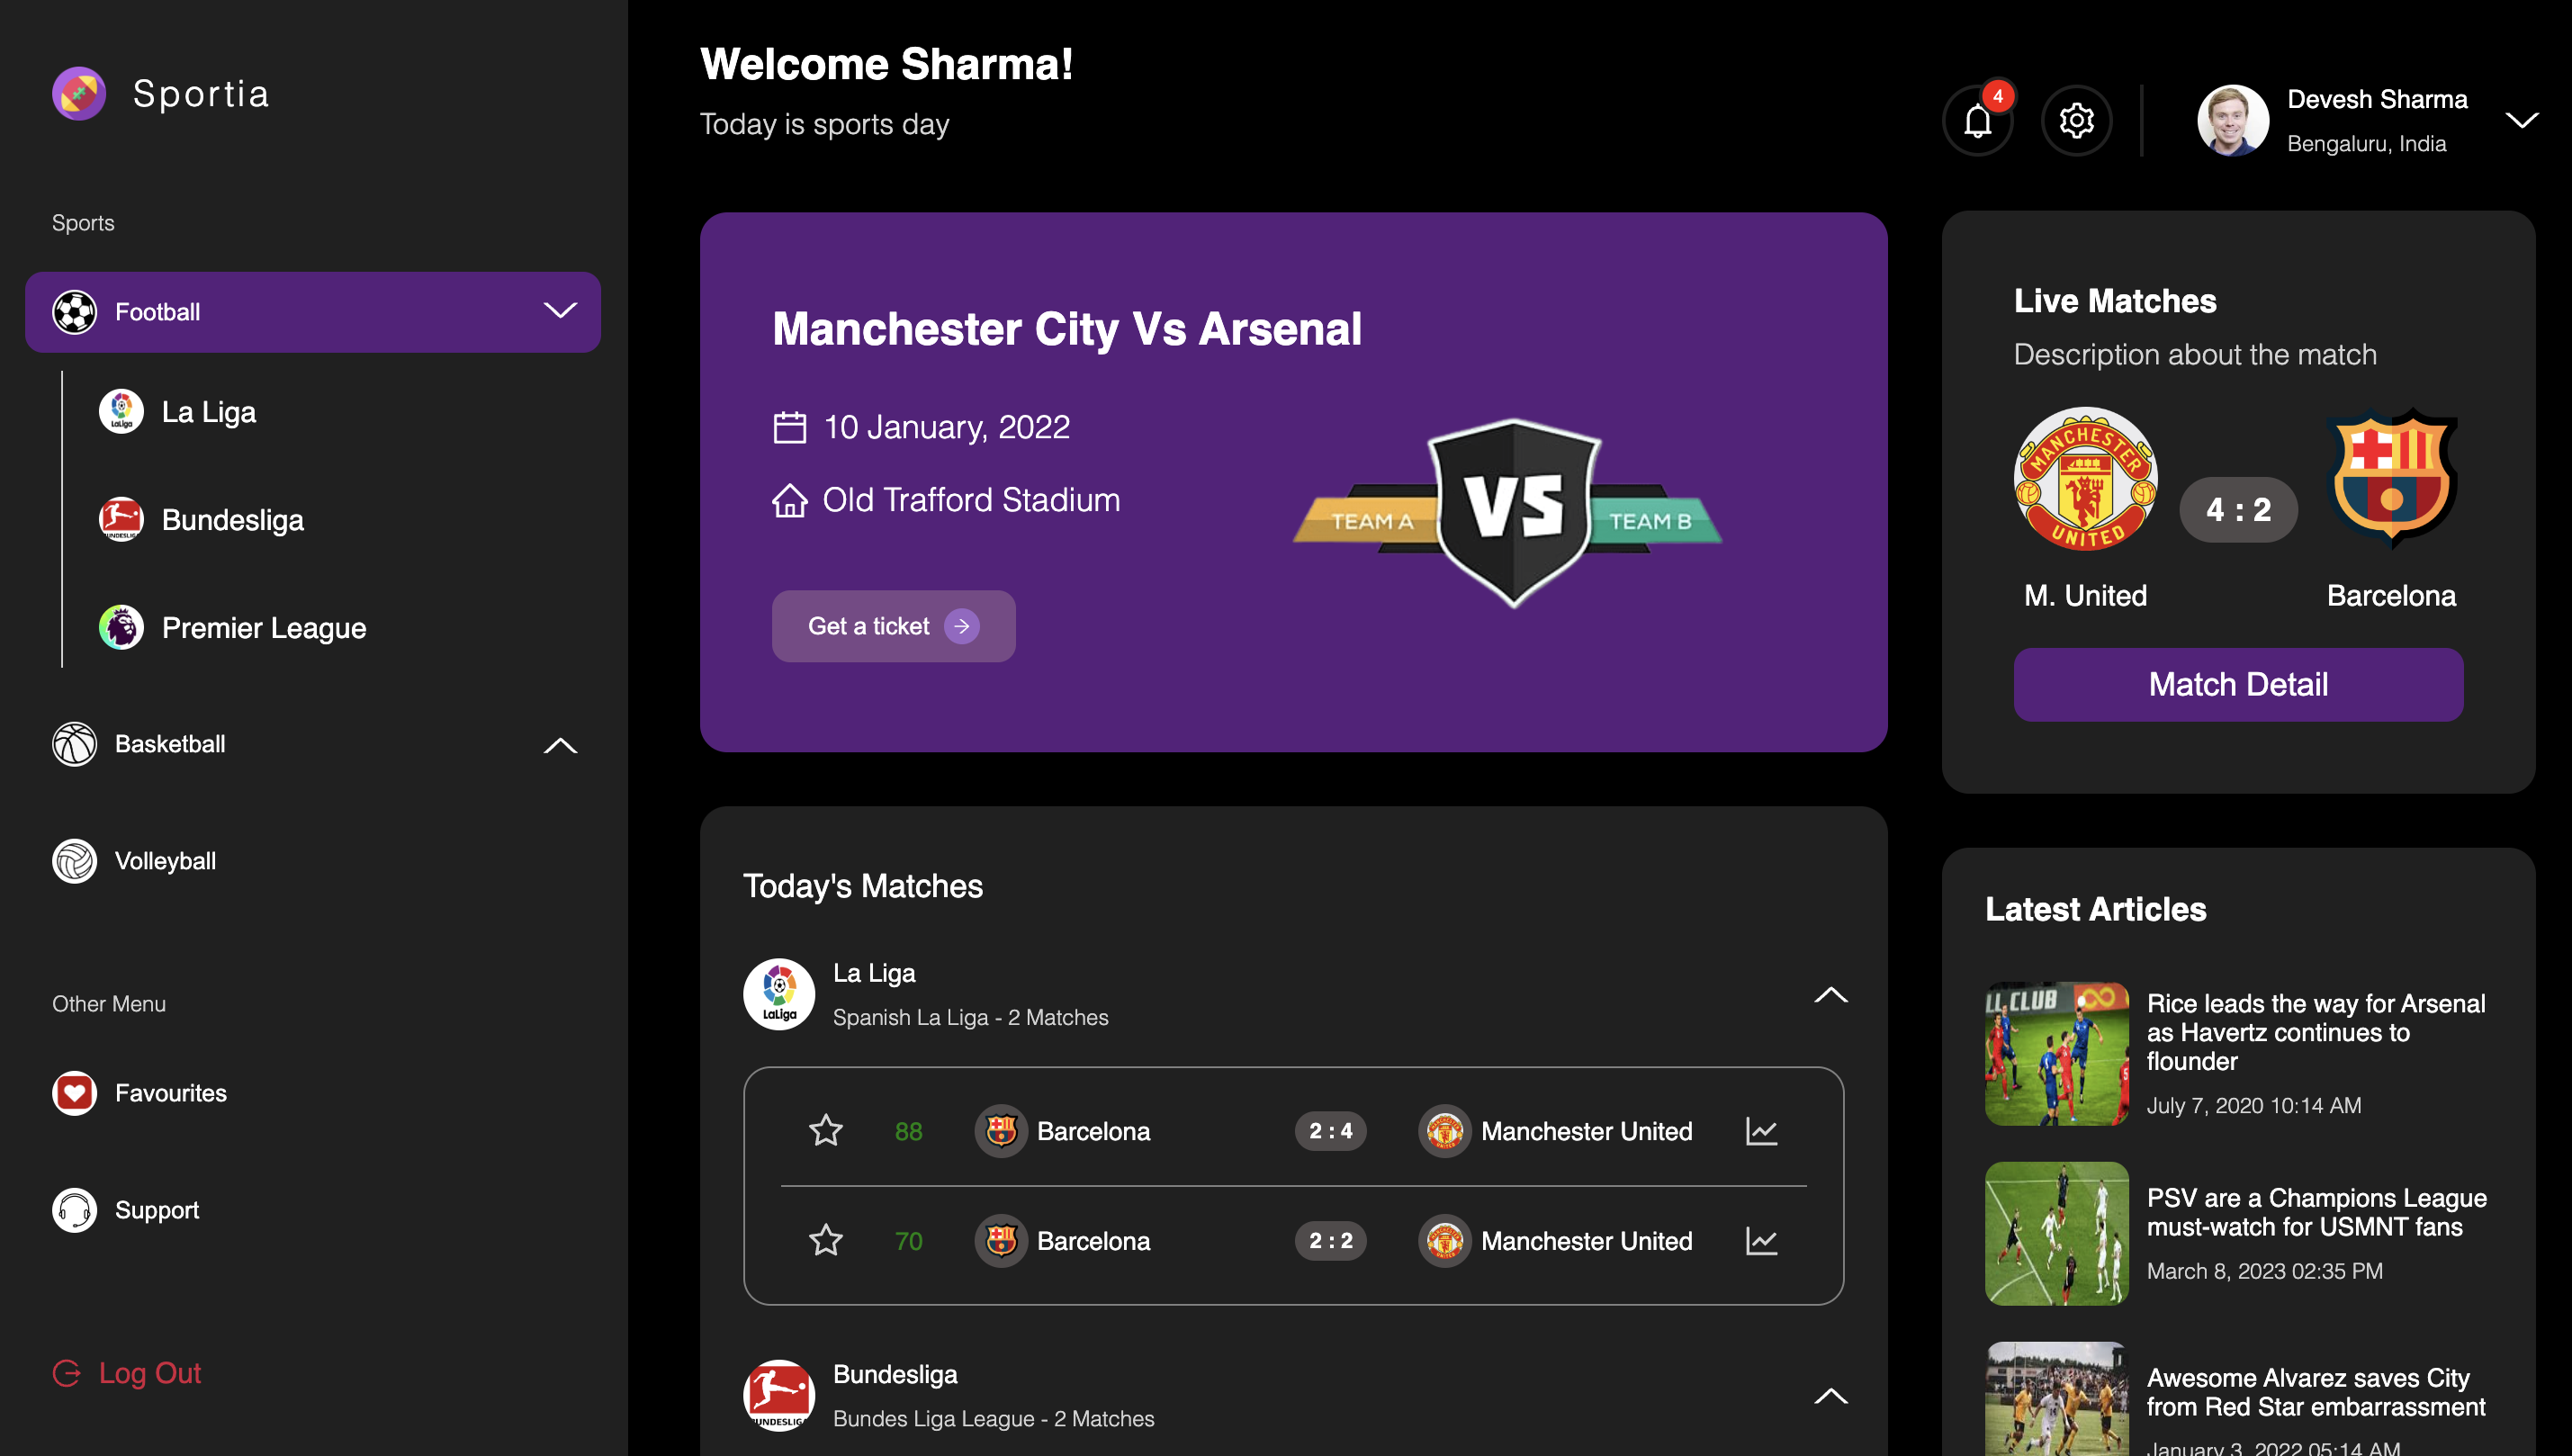 Sportia
Sports
Football
La Liga
Bundesliga
Premier League
Basketball
Volleyball
Other Menu
Favourites
Support
Log Out
Welcome Sharma!
Today is sports day
4
Devesh Sharma
Bengaluru, India
Manchester City Vs Arsenal
10 January, 2022
Old Trafford Stadium
Get a ticket
TEAM A
VS
TEAM B
Live Matches
Description about the match
MANCHESTER
UNITED
4 : 2
M. United
Barcelona
Match Detail
Today's Matches
LaLiga
La Liga
Spanish La Liga - 2 Matches
88
Barcelona
2 : 4
Manchester United
70
Barcelona
2 : 2
Manchester United
Bundesliga
Bundes Liga League - 2 Matches
Latest Articles
LL CLUB
Rice leads the way for Arsenal
as Havertz continues to
flounder
July 7, 2020 10:14 AM
PSV are a Champions League
must-watch for USMNT fans
March 8, 2023 02:35 PM
Awesome Alvarez saves City
from Red Star embarrassment
January 3, 2022 05:14 AM